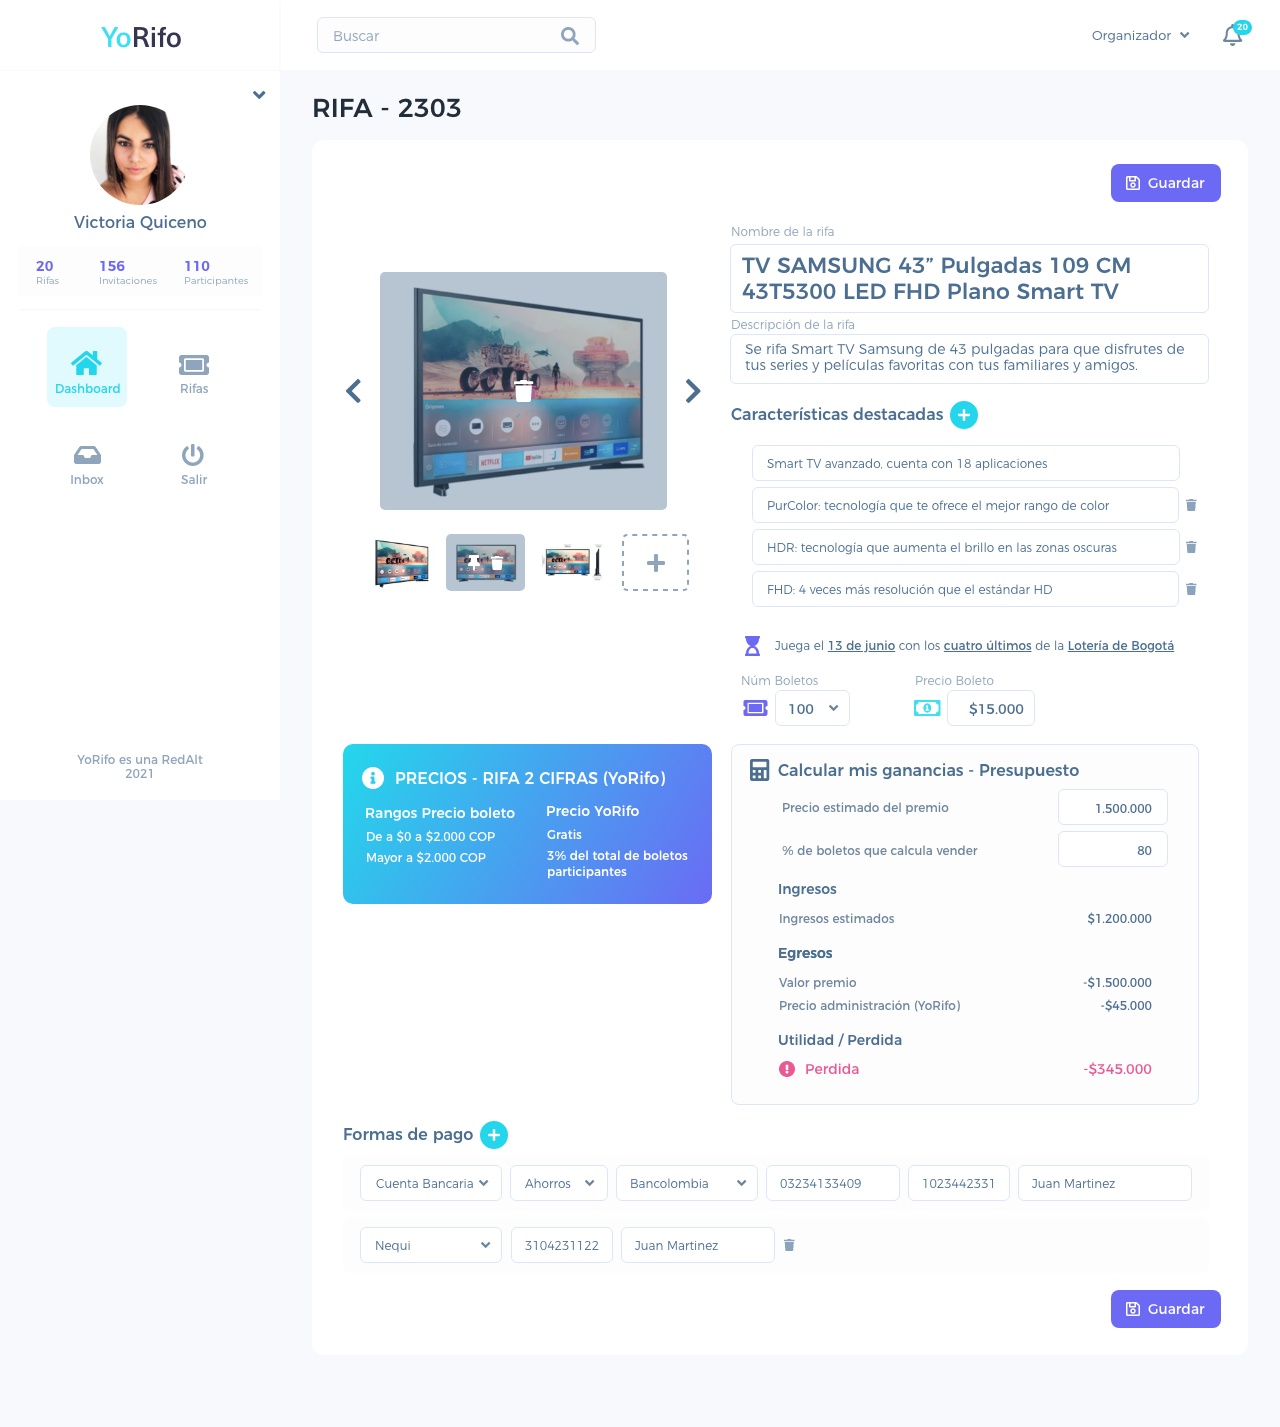 YoRifo
Buscar
Organizador
20
RIFA - 2303
Victoria Quiceno
20
Rifas
156
Invitaciones
110
Participantes
Dashboard
Rifas
Inbox
Salir
YoRifo es una RedAlt
2021
Guardar
Nombre de la rifa
TV SAMSUNG 43” Pulgadas 109 CM
43T5300 LED FHD Plano Smart TV
Descripción de la rifa
Se rifa Smart TV Samsung de 43 pulgadas para que disfrutes de
tus series y películas favoritas con tus familiares y amigos.
Características destacadas
Smart TV avanzado, cuenta con 18 aplicaciones
PurColor: tecnología que te ofrece el mejor rango de color
HDR: tecnología que aumenta el brillo en las zonas oscuras
FHD: 4 veces más resolución que el estándar HD
NETFLIX
Juega el 13 de junio con los cuatro últimos de la Lotería de Bogotá
Núm Boletos
100
Precio Boleto
$15.000
PRECIOS - RIFA 2 CIFRAS (YoRifo)
Rangos Precio boleto
Precio YoRifo
De a $0 a $2.000 COP
Gratis
Mayor a $2.000 COP
3% del total de boletos
participantes
Calcular mis ganancias - Presupuesto
Precio estimado del premio
1.500.000
% de boletos que calcula vender
80
Ingresos
Ingresos estimados
$1.200.000
Egresos
Valor premio
-$1.500.000
Precio administración (YoRifo)
-$45.000
Utilidad / Perdida
Perdida
-$345.000
Formas de pago
Cuenta Bancaria
Ahorros
Bancolombia
03234133409
1023442331
Juan Martinez
Nequi
3104231122
Juan Martinez
Guardar